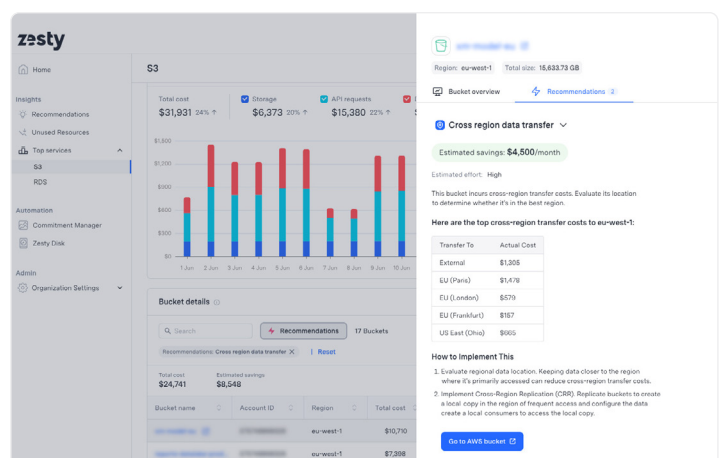 zesty
Home
Insights
Recommendations
Unused Resources
Top services
S3
RDS
Automation
Commitment Manager
Zesty Disk
Admin
Organization Settings
S3
Total cost
$31,931 24% ↑
Storage
$6,373 20% ↑
API requests
$15,380 22% ↑
$1,200
$900
$600
$300
$0
1 Jun 2 Jun 3 Jun 4 Jun 5 Jun 6 Jun 7 Jun 8 Jun 9 Jun 10 Jun
Bucket details
Search
Recommendations
17 Buckets
Recommendations: Cross region data transfer
Reset
Total cost
$24,741
Estimated savings
$8,548
Bucket name Account ID Region Total cost
eu-west-1 $10,710
eu-west-1 $7,398
Region: eu-west-1
Total size: 15,633.73 GB
Bucket overview
Recommendations 2
Cross region data transfer
Estimated savings: $4,500/month
Estimated effort: High
This bucket incurs cross-region transfer costs. Evaluate its location
to determine whether it's in the best region.
Here are the top cross-region transfer costs to eu-west-1:
Transfer To Actual Cost
External $1,305
EU (Paris) $1,478
EU (London) $570
EU (Frankfurt) $187
US East (Ohio) $665
How to Implement This
1. Evaluate regional data location. Keeping data closer to the region
where it's primarily accessed can reduce cross-region transfer costs.
2. Implement Cross-Region Replication (CRR). Replicate buckets to create
a local copy in the region of frequent access and configure the data
create a local consumers to access the local copy.
Go to AWS bucket